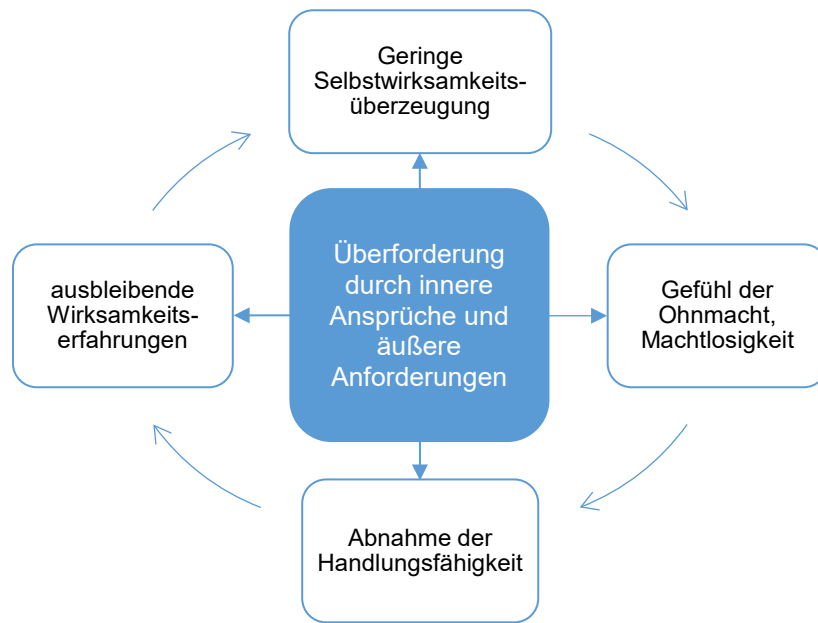 Geringe
Selbstwirksamkeits-
überzeugung
ausbleibende
Wirksamkeits-
erfahrungen
Überforderung
durch innere
Ansprüche und
äußere
Anforderungen
Gefühl der
Ohnmacht,
Machtlosigkeit
Abnahme der
Handlungsfähigkeit